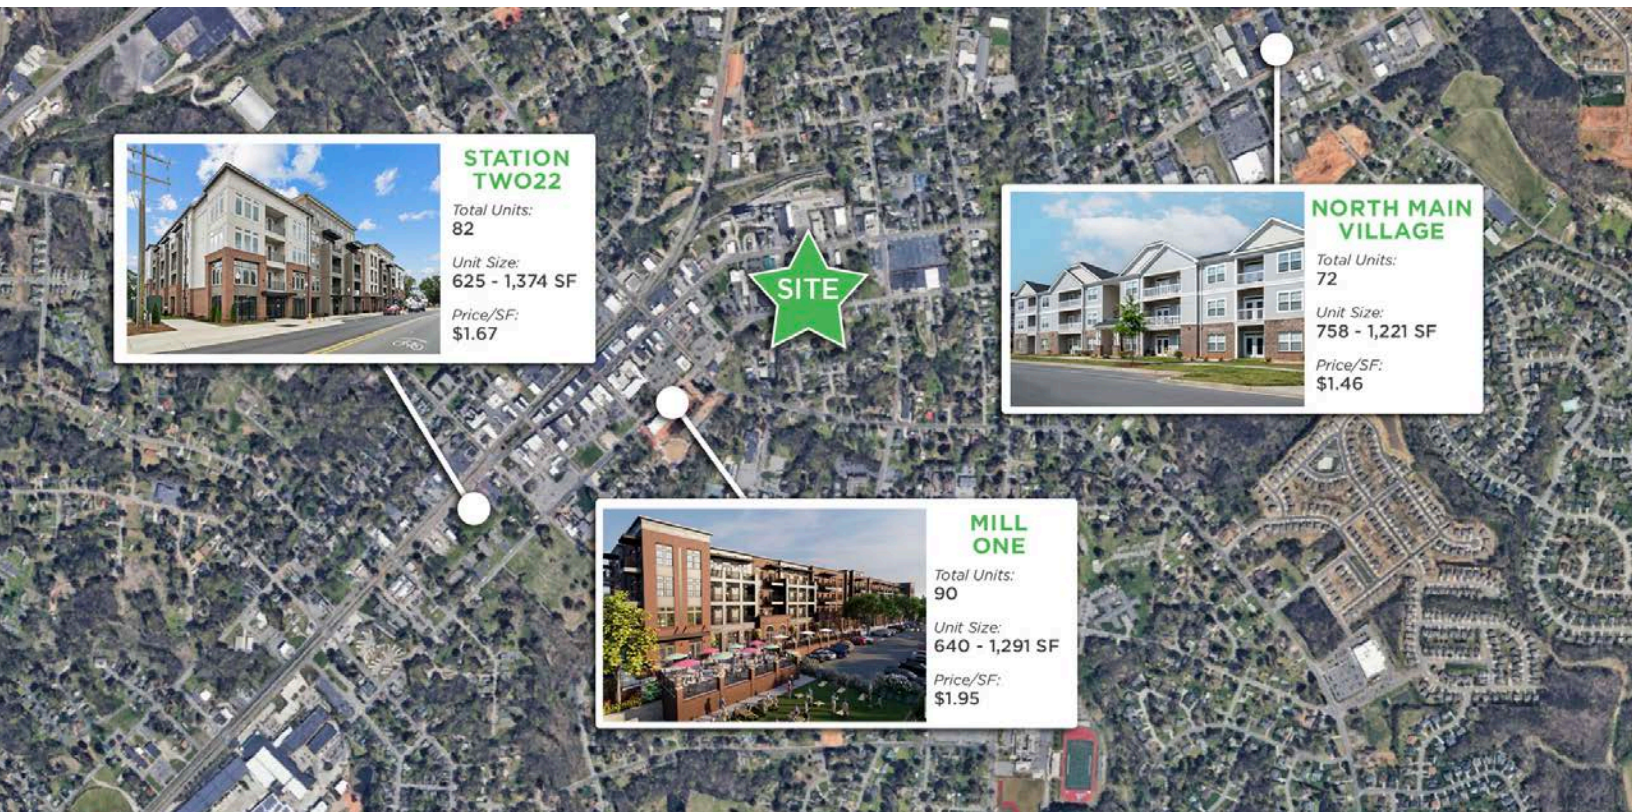 STATION
TWO22
Total Units:
82
Unit Size:
625 - 1,374 SF
Price/SF:
$1.67
SITE
NORTH MAIN
VILLAGE
Total Units:
72
Unit Size:
758 - 1,221 SF
Price/SF:
$1.46
MILL
ONE
Total Units:
90
Unit Size:
640 - 1,291 SF
Price/SF:
$1.95